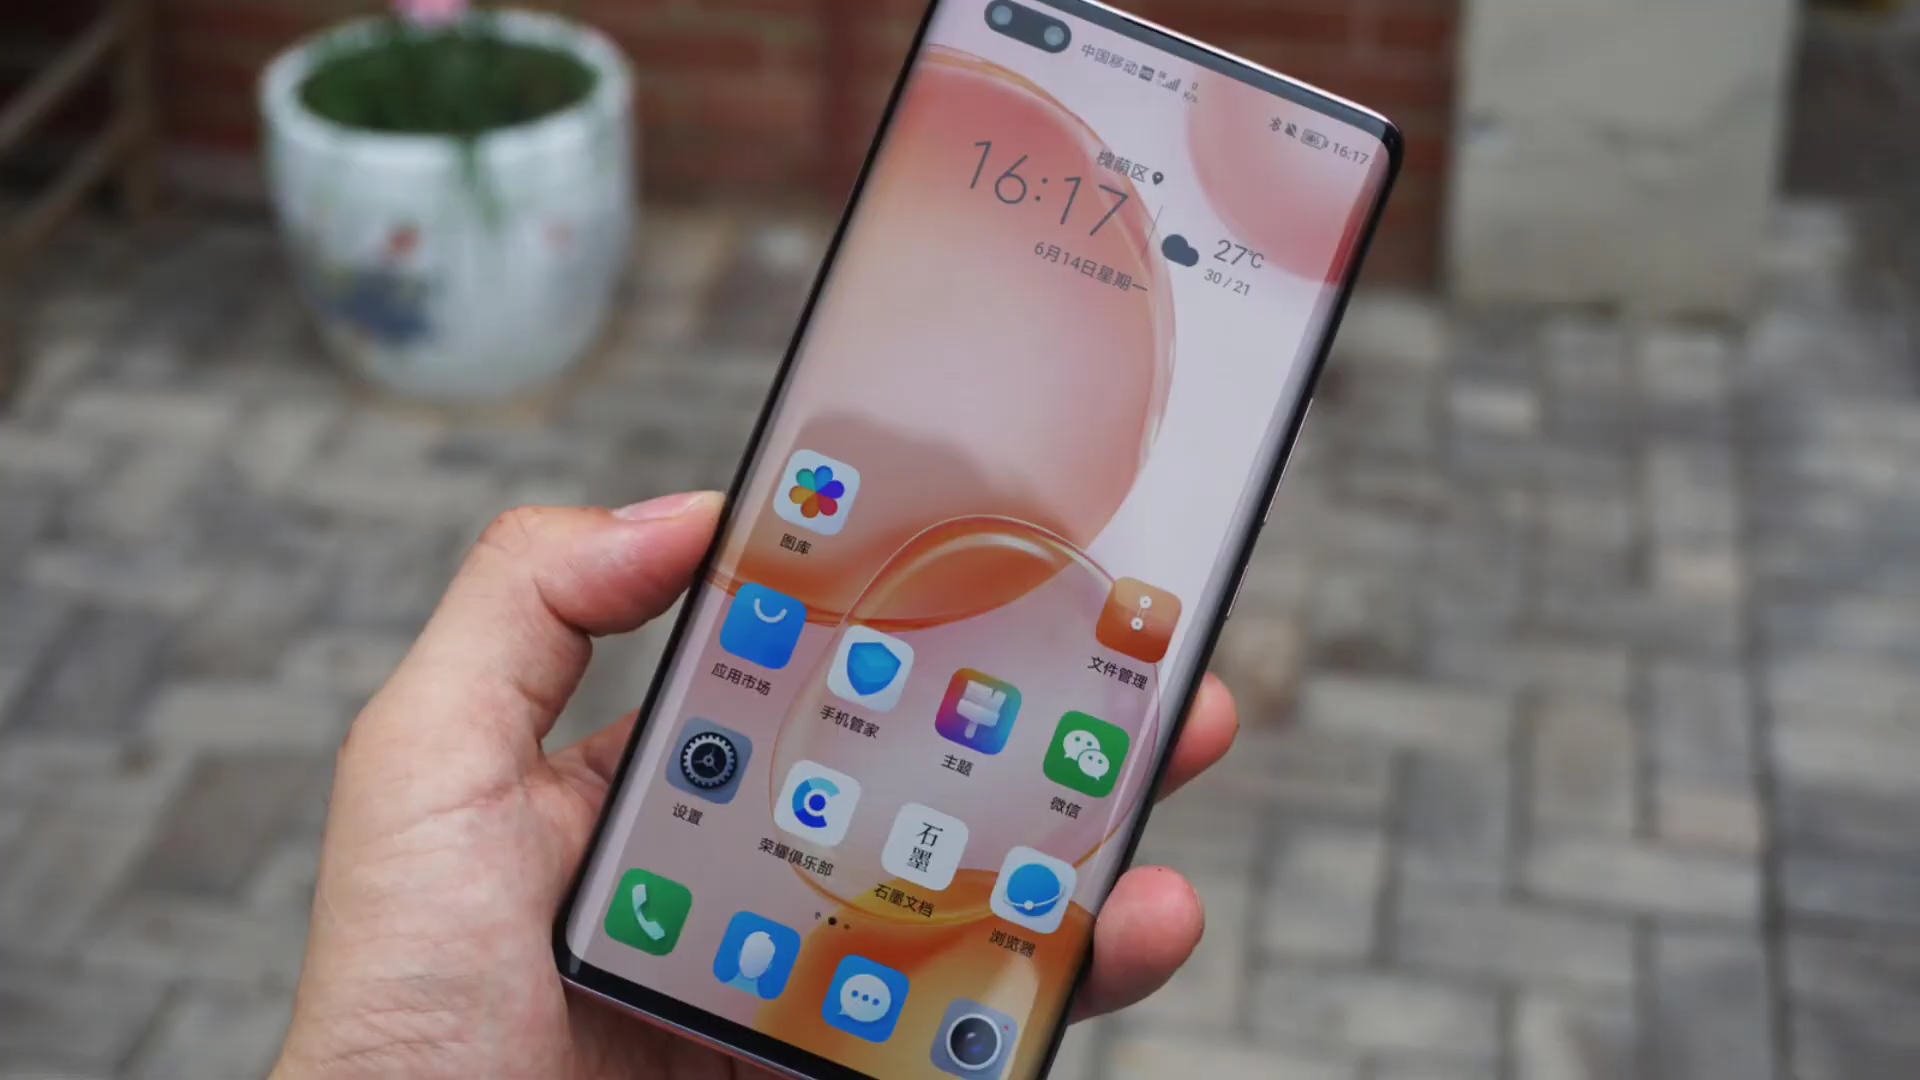 中国移动
0
K/s
16:17
槐荫区
16:17
6月14日星期一
27℃
30 / 21
图库
文件管理
应用市场
手机管家
主题
微信
设置
荣耀俱乐部
石墨
石墨文档
浏览器